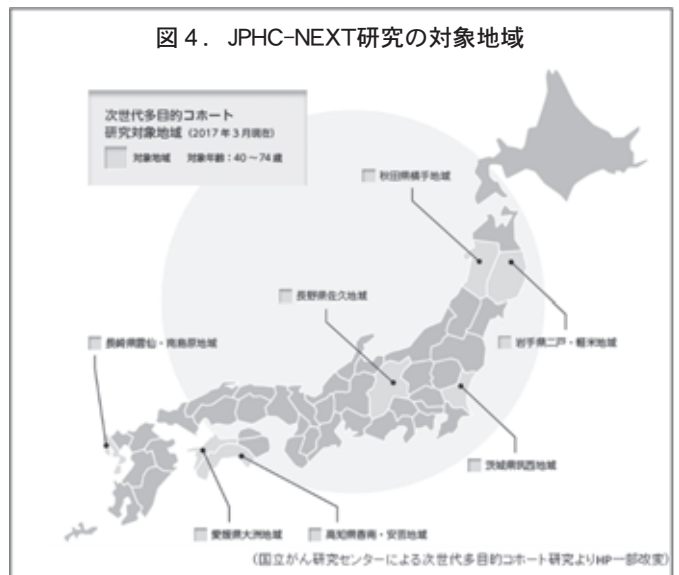 図４．JPHC-NEXT研究の対象地域
次世代多目的コホート
研究対象地域（2017年3月現在）
対象地域　対象年齢：40～74歳
秋田県横手地域
長野県佐久地域
長崎県雲仙・南島原地域
岩手県二戸・軽米地域
茨城県筑西地域
愛媛県大洲地域
高知県香南・安芸地域
（国立がん研究センターによる次世代多目的コホート研究よりHP一部改変）